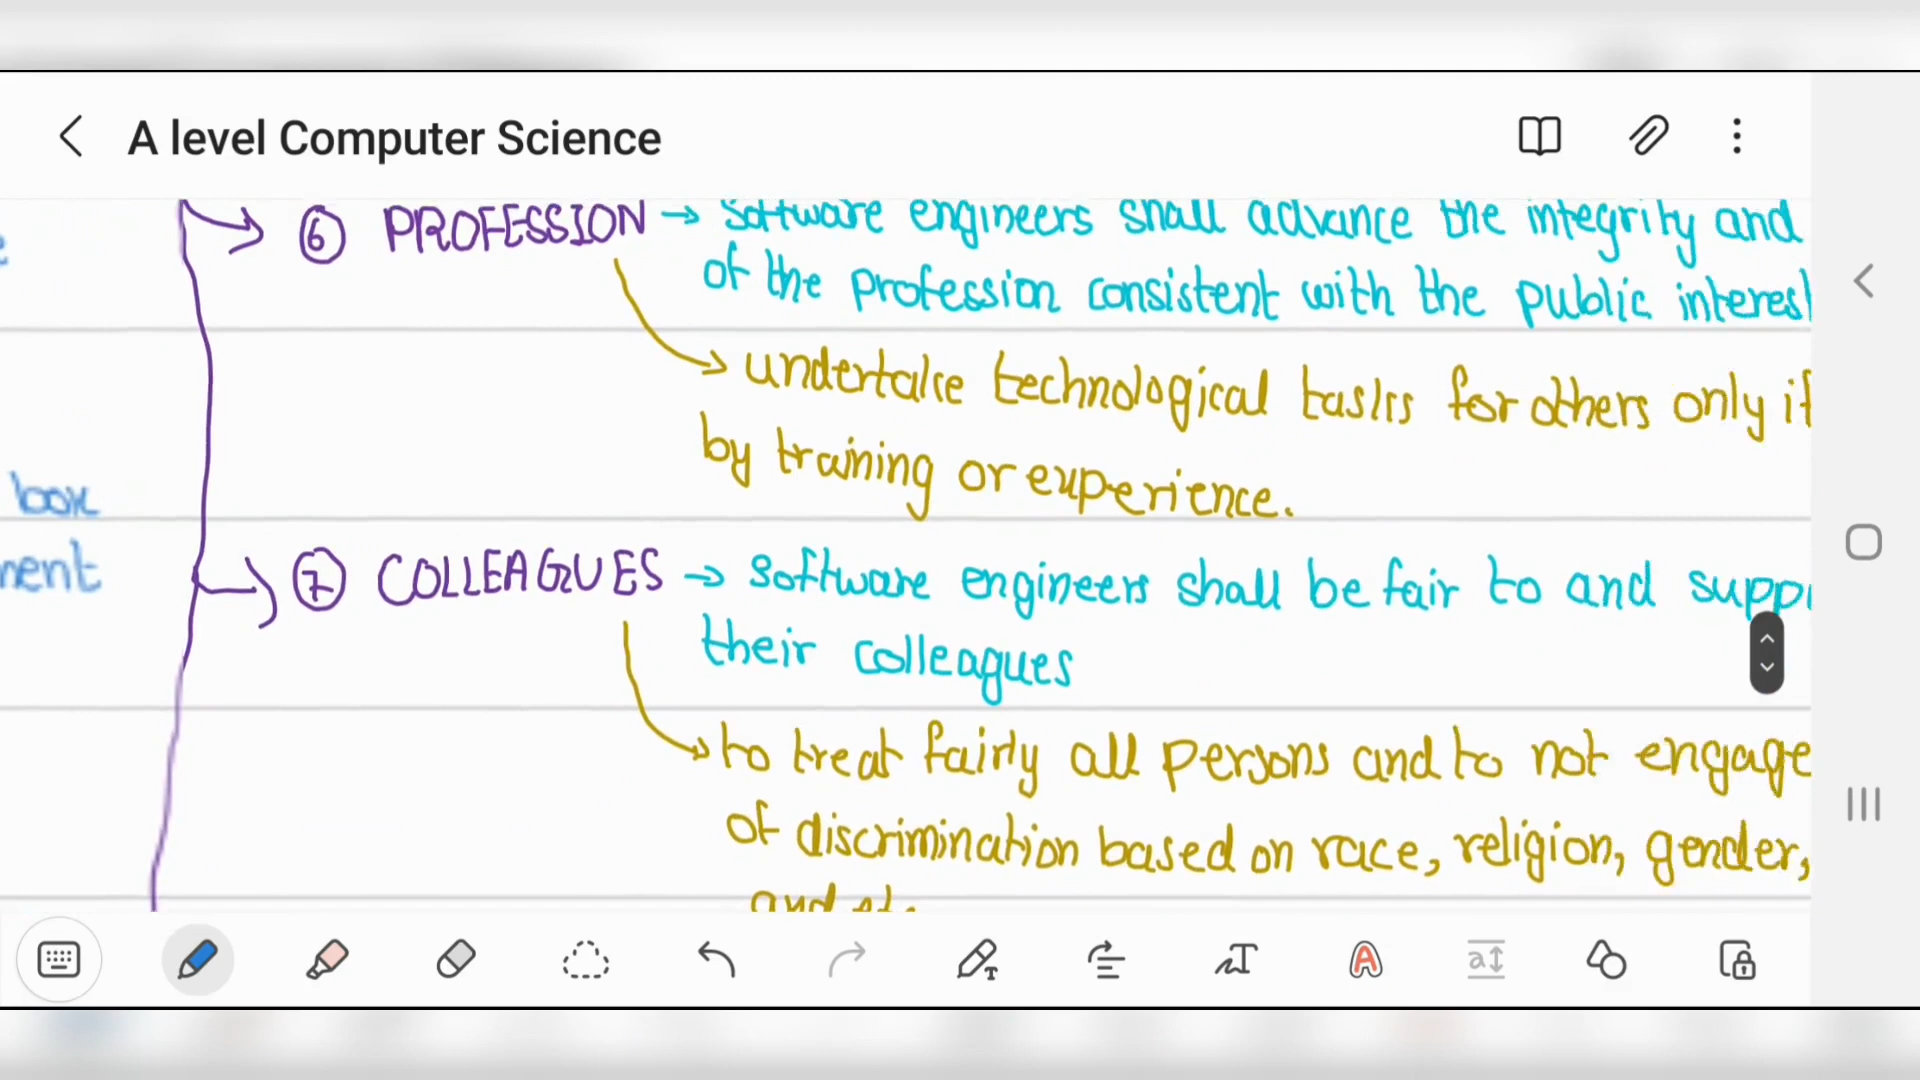 A level Computer Science
6 PROFESSION → Software engineers shall advance the integrity and
of the profession consistent with the public interest
→ undertake technological tasks for others only if
by training or experience.
box
7 COLLEAGUES → Software engineers shall be fair to and supp
ment
their colleagues
→ to treat fairly all persons and to not engage
of discrimination based on race, religion, gender,
and etc